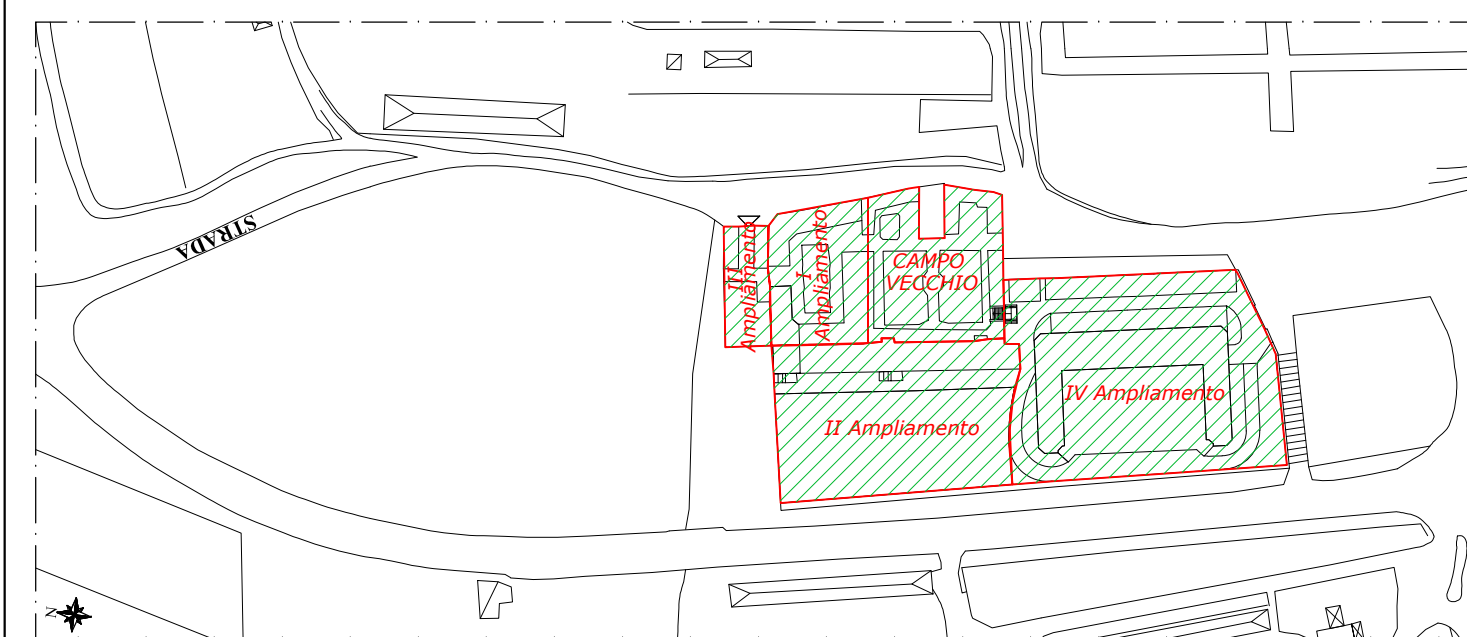 STRADA
III
Ampliamento
I
Ampliamento
CAMPO
VECCHIO
IV Ampliamento
II Ampliamento
N